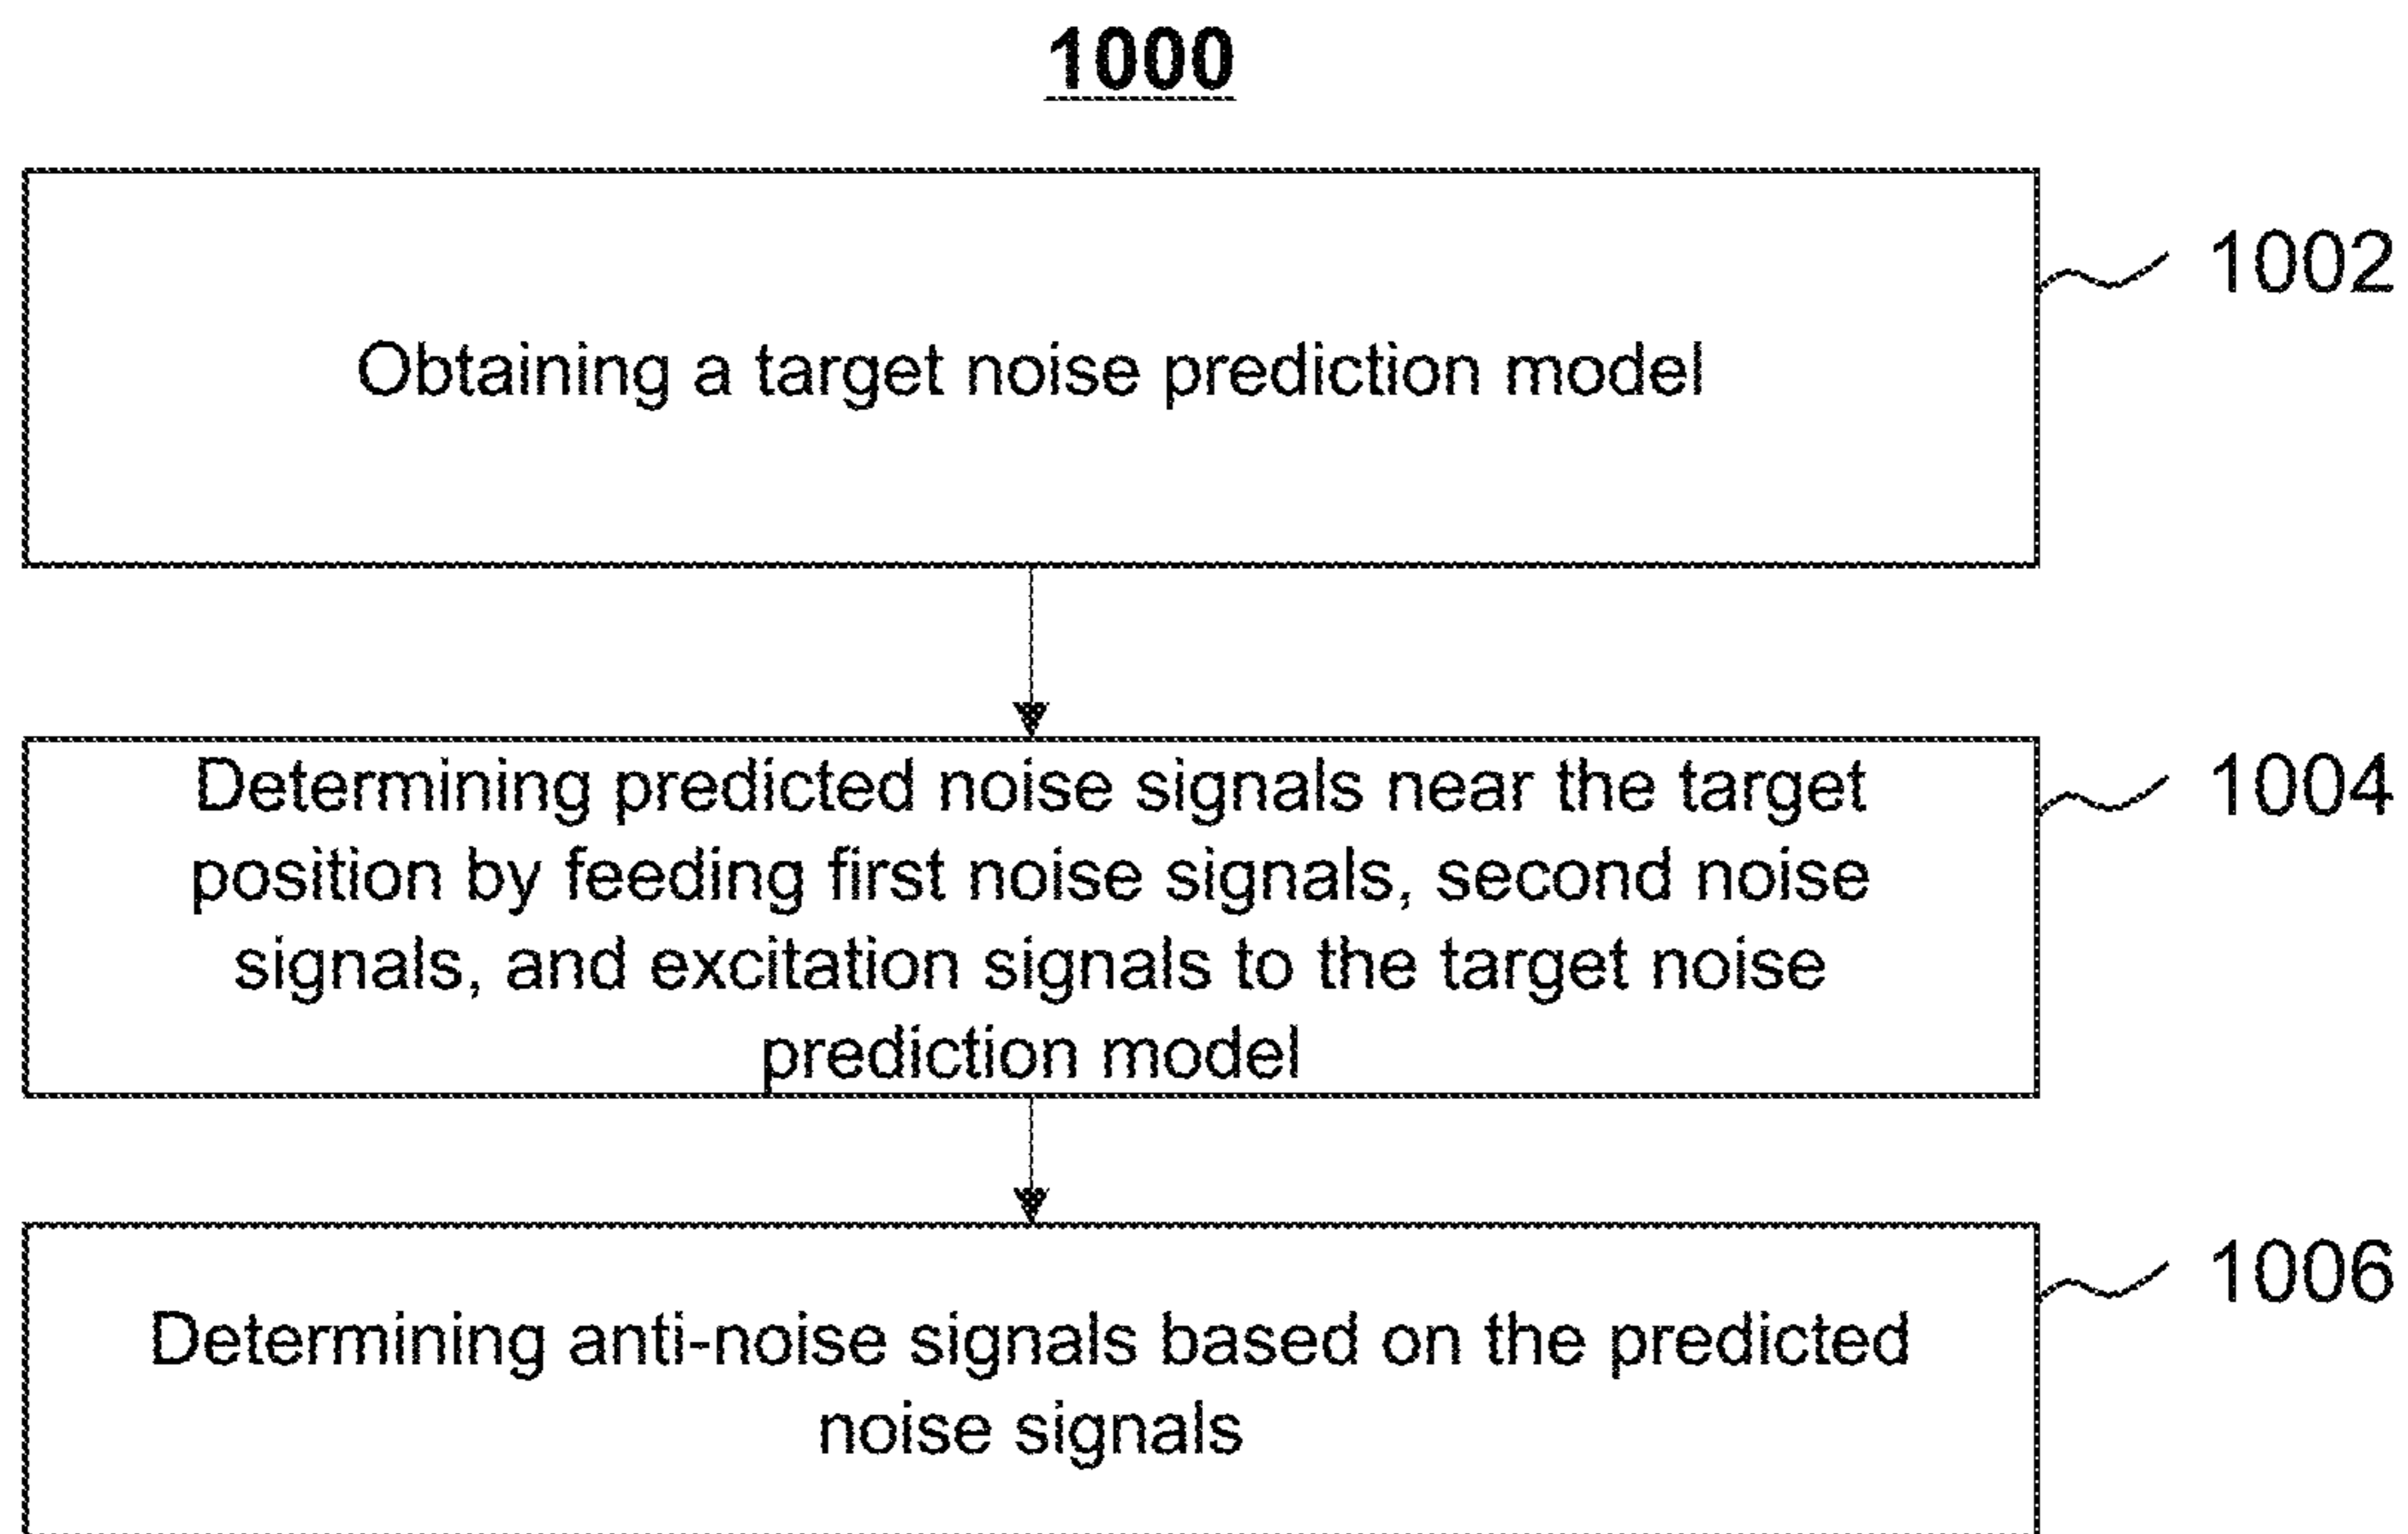 1000
1002
Obtaining a target noise prediction model
1004
Determining predicted noise signals near the target
position by feeding first noise signals, second noise
signals, and excitation signals to the target noise
prediction model
1006
Determining anti-noise signals based on the predicted
noise signals